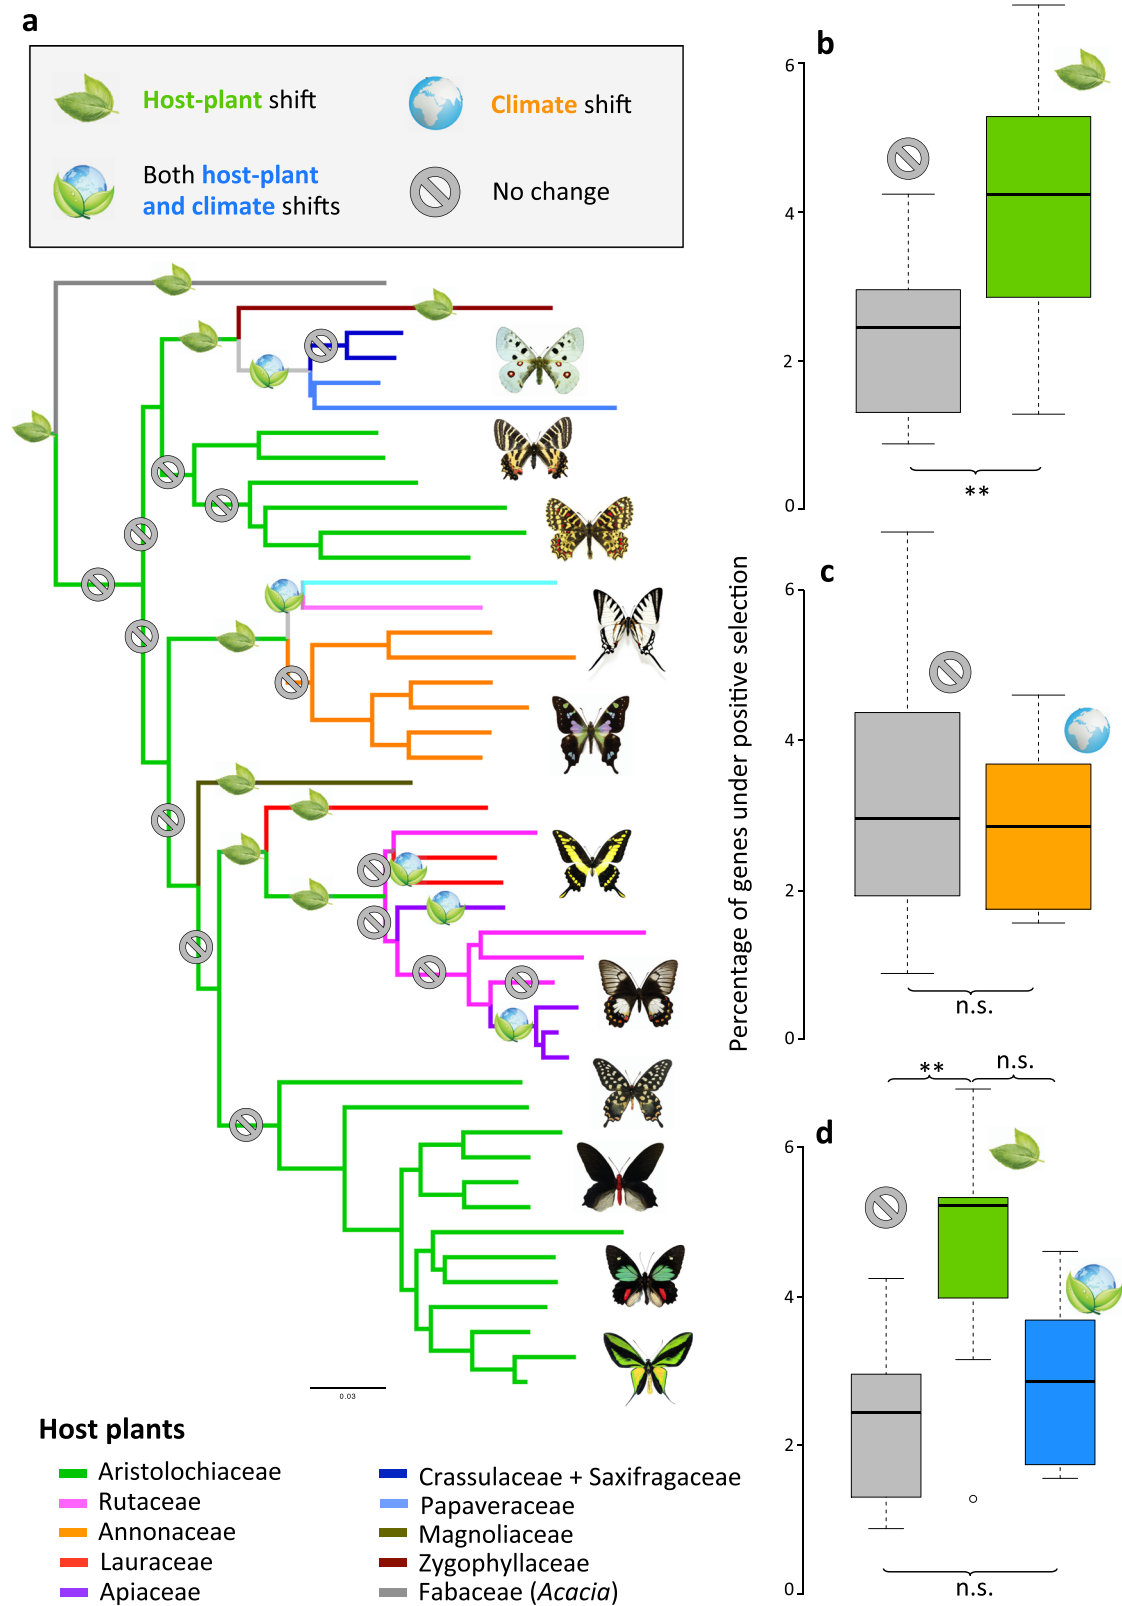 a
Host-plant shift
Climate shift
Both host-plant
and climate shifts
No change
0.03
Host plants
Aristolochiaceae
Rutaceae
Annonaceae
Lauraceae
Apiaceae
Crassulaceae + Saxifragaceae
Papaveraceae
Magnoliaceae
Zygophyllaceae
Fabaceae (Acacia)
Percentage of genes under positive selection
b
6
4
2
0
**
c
6
4
2
0
n.s.
** n.s.
d
6
4
2
0
n.s.